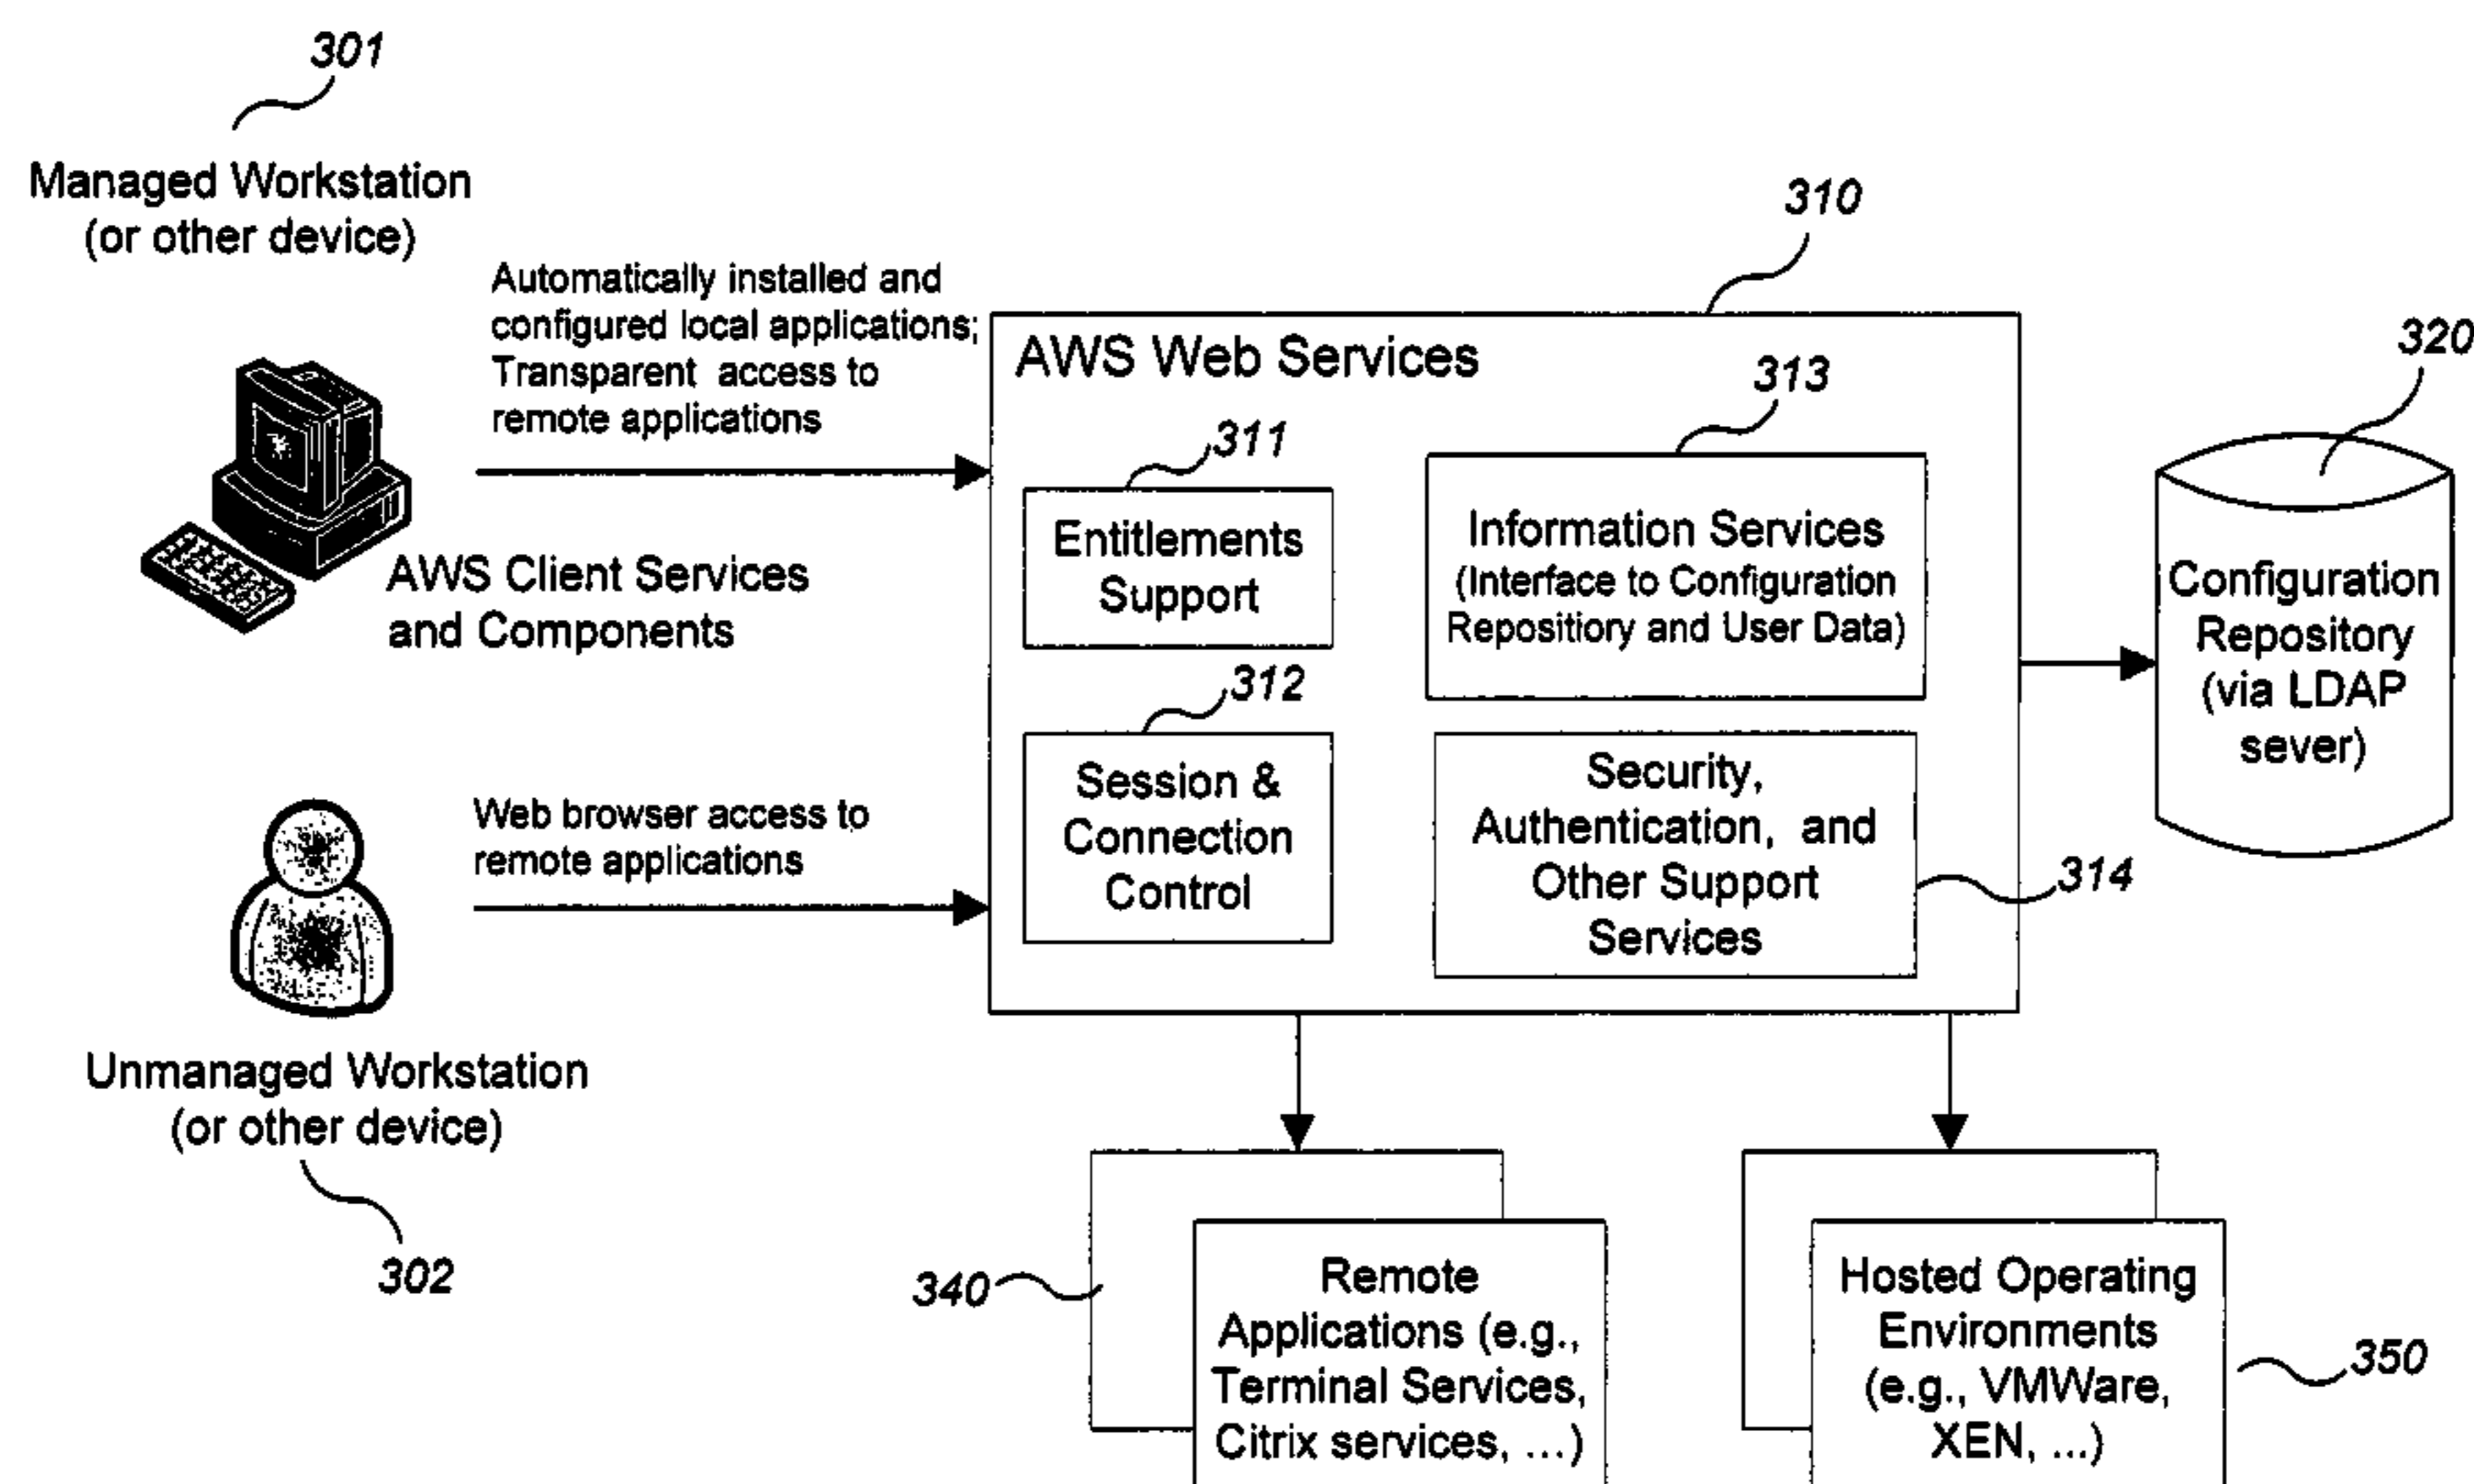 301
Managed Workstation
(or other device)
Automatically installed and
configured local applications;
Transparent access to
remote applications
AWS Client Services
and Components
Web browser access to
remote applications
Unmanaged Workstation
(or other device)
302
310
AWS Web Services
311
Entitlements
Support
313
Information Services
(Interface to Configuration
Repositiory and User Data)
312
Session &
Connection
Control
Security,
Authentication, and
Other Support
Services
314
320
Configuration
Repository
(via LDAP
sever)
340
Remote
Applications (e.g.,
Terminal Services,
Citrix services, ...)
Hosted Operating
Environments
(e.g., VMWare,
XEN, ...)
350